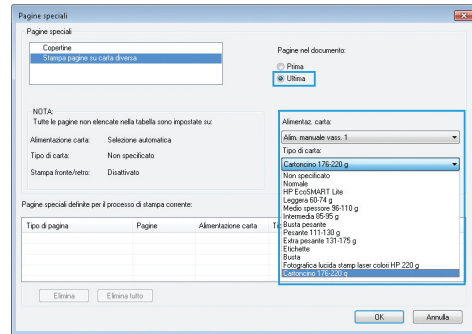 Pagine speciali
Pagine speciali
Copertine
Stampa pagine su carta diversa
Pagine nel documento:
Prima
Ultima
NOTA:
Tutte le pagine non elencate nella tabella sono impostate su:
Alimentazione carta: Selezione automatica
Tipo di carta: Non specificato
Stampa fronte/retro: Disattivato
Alimentaz. carta:
Alim. manuale vass. 1
Tipo di carta:
Cartoncino 176-220 g
Non specificato
Normale
HP EcoSMART Lite
Leggera 60-74 g
Medio spessore 96-110 g
Intermedia 85-95 g
Busta pesante
Pesante 111-130 g
Extra pesante 131-175 g
Etichette
Busta
Fotografica lucida stamp laser colori HP 220 g
Cartoncino 176-220 g
Pagine speciali definite per il processo di stampa corrente:
Tipo di pagina Pagine Alimentazione carta
Elimina Elimina tutto
OK Annulla